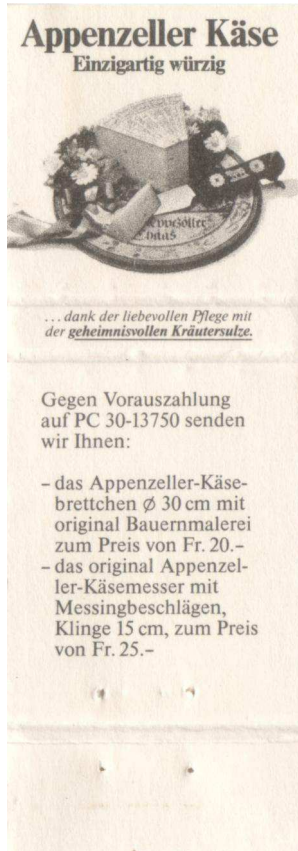 Appenzeller Käse
Einzigartig würzig
... dank der liebevollen Pflege mit
der geheimnisvollen Kräutersulze.
Gegen Vorauszahlung
auf PC 30-13750 senden
wir Ihnen:
– das Appenzeller-Käse-
brettchen Ø 30 cm mit
original Bauernmalerei
zum Preis von Fr. 20.–
– das original Appenzel-
ler-Käsemesser mit
Messingbeschlägen,
Klinge 15 cm, zum Preis
von Fr. 25.–